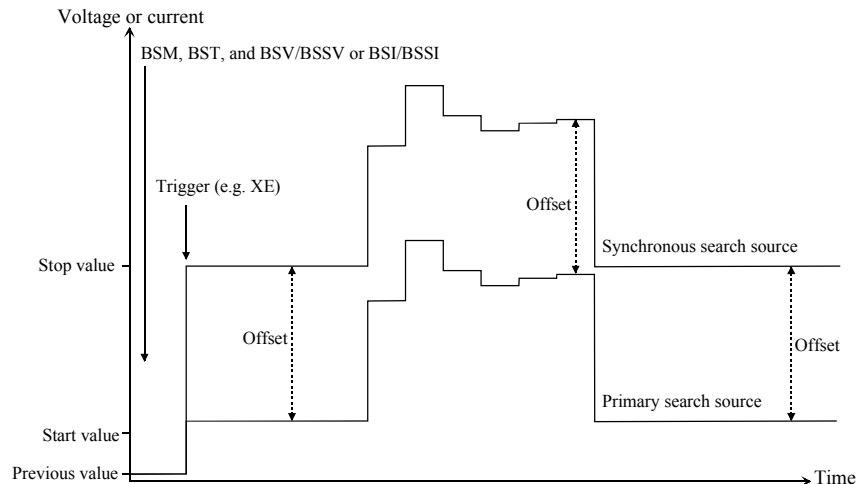 Voltage or current
BSM, BST, and BSV/BSSV or BSI/BSSI
Trigger (e.g. XE)
Offset
Synchronous search source
Stop value
Offset
Offset
Primary search source
Start value
Previous value
Time